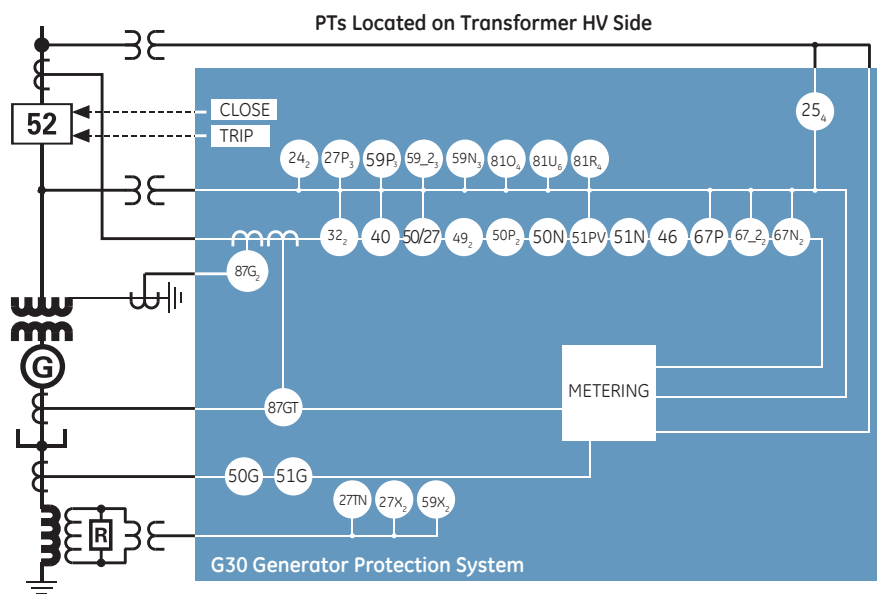 PTs Located on Transformer HV Side
52
CLOSE
TRIP
25₄
24₂ 27P₃ 59P₃ 59_2₃ 59N₃ 81O₄ 81U₆ 81R₄
32₂ 40 50/27 49₂ 50P₂ 50N 51PV 51N 46 67P 67_2₂ 67N₂
87G₂
G
METERING
87GT
50G 51G
27TN 27X₂ 59X₂
R
G30 Generator Protection System